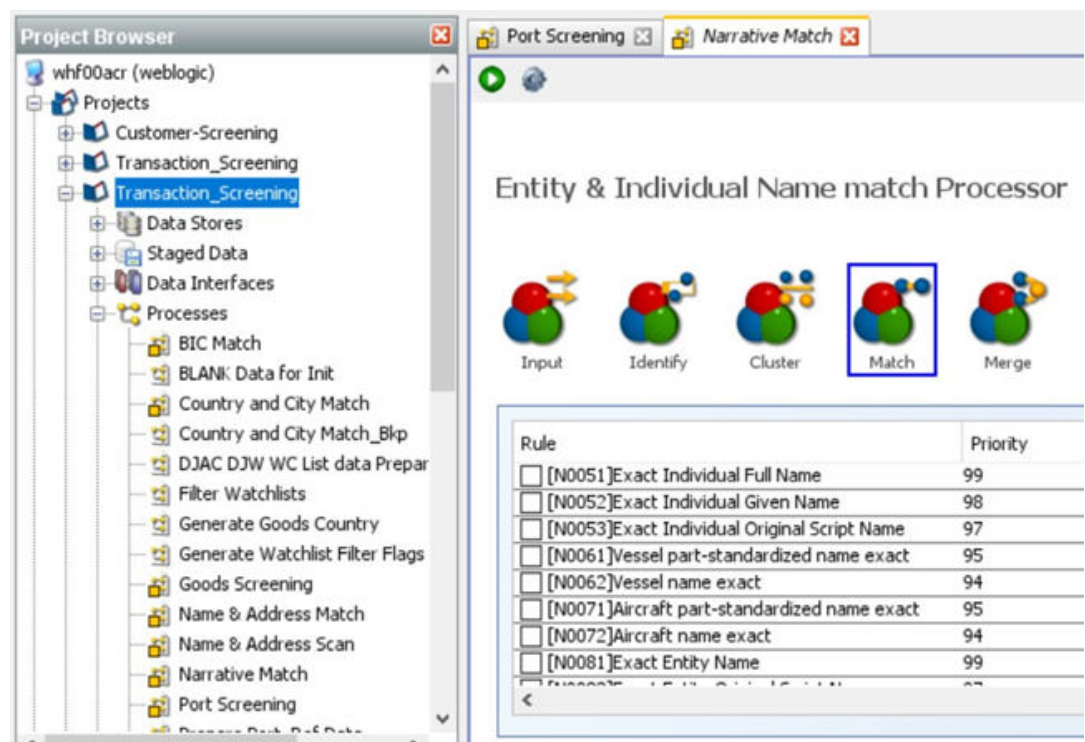 Project Browser
whf00acr (weblogic)
Projects
Customer-Screening
Transaction_Screening
Transaction_Screening
Data Stores
Staged Data
Data Interfaces
Processes
BIC Match
BLANK Data for Init
Country and City Match
Country and City Match_Bkp
DJAC DJW WC List data Prepar
Filter Watchlists
Generate Goods Country
Generate Watchlist Filter Flags
Goods Screening
Name & Address Match
Name & Address Scan
Narrative Match
Port Screening
Port Screening Narrative Match
Entity & Individual Name match Processor
Input Identify Cluster Match Merge
Rule Priority
[N0051]Exact Individual Full Name 99
[N0052]Exact Individual Given Name 98
[N0053]Exact Individual Original Script Name 97
[N0061]Vessel part-standardized name exact 95
[N0062]Vessel name exact 94
[N0071]Aircraft part-standardized name exact 95
[N0072]Aircraft name exact 94
[N0081]Exact Entity Name 99